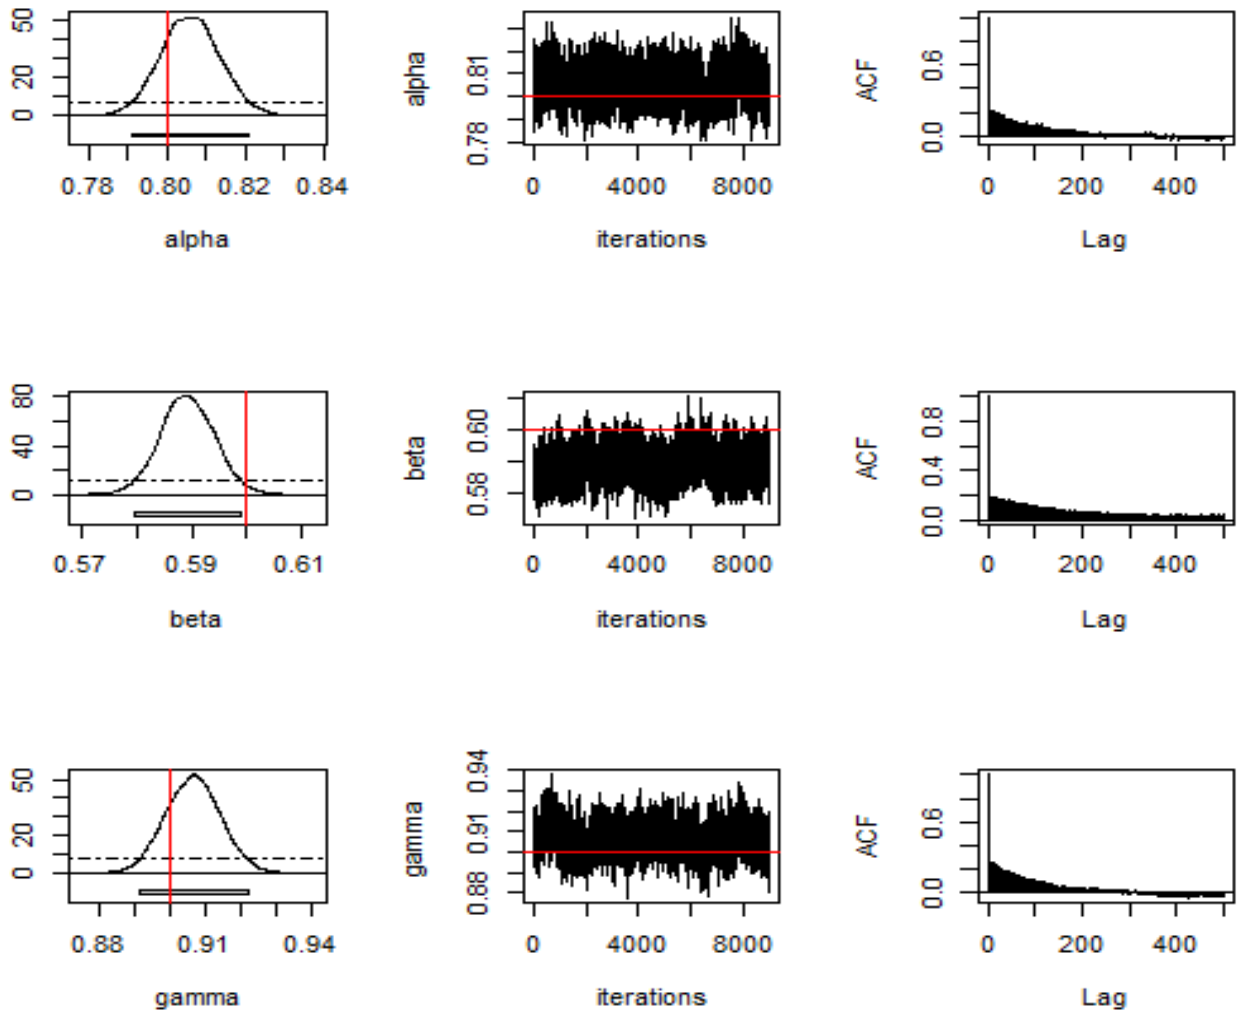 50
20
0
0.78 0.80 0.82 0.84
alpha
alpha
0.81
0.78
0 4000 8000
iterations
ACF
0.6
0.0
0 200 400
Lag
80
40
0
0.57 0.59 0.61
beta
beta
0.60
0.58
0 4000 8000
iterations
ACF
0.8
0.4
0.0
0 200 400
Lag
50
20
0
0.88 0.91 0.94
gamma
gamma
0.94
0.91
0.88
0 4000 8000
iterations
ACF
0.6
0.0
0 200 400
Lag